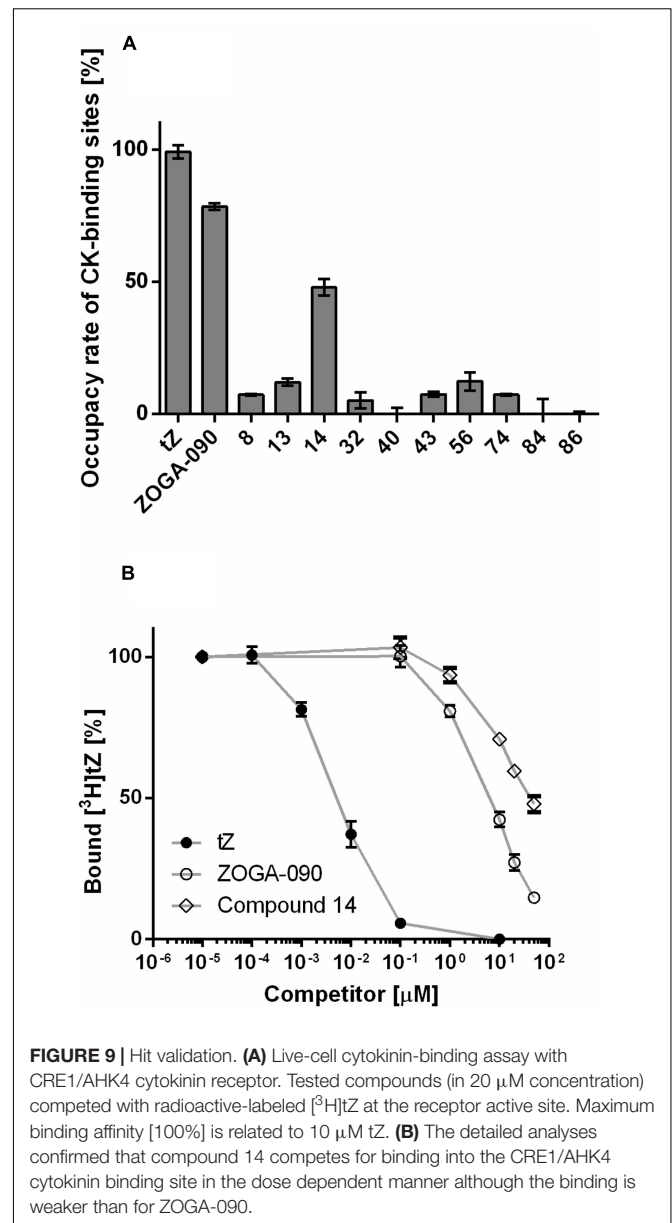 A
Occupancy rate of CK-binding sites [%]
100
50
0
tZ
ZOGA-090
8
13
14
32
40
43
56
74
84
86
B
Bound [³H]tZ [%]
100
50
0
tZ
ZOGA-090
Compound 14
10⁻⁶ 10⁻⁵ 10⁻⁴ 10⁻³ 10⁻² 10⁻¹ 10⁰ 10¹ 10²
Competitor [µM]
FIGURE 9 | Hit validation. (A) Live-cell cytokinin-binding assay with
CRE1/AHK4 cytokinin receptor. Tested compounds (in 20 µM concentration)
competed with radioactive-labeled [³H]tZ at the receptor active site. Maximum
binding affinity [100%] is related to 10 µM tZ. (B) The detailed analyses
confirmed that compound 14 competes for binding into the CRE1/AHK4
cytokinin binding site in the dose dependent manner although the binding is
weaker than for ZOGA-090.